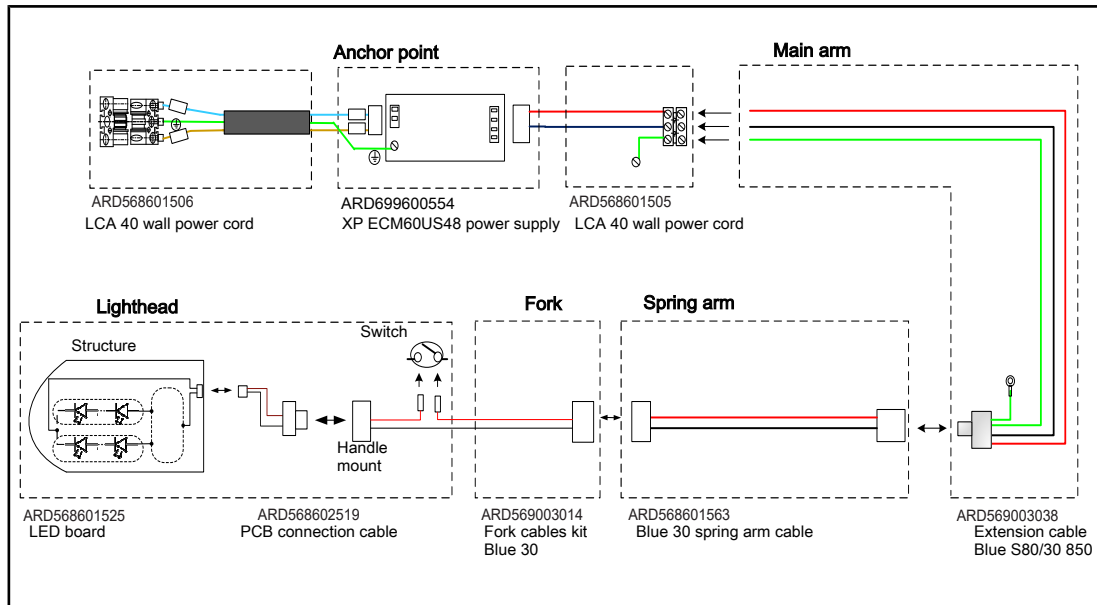 Anchor point
Main arm
ARD568601506
LCA 40 wall power cord
ARD699600554
XP ECM60US48 power supply
ARD568601505
LCA 40 wall power cord
Lighthead
Fork
Spring arm
Structure
Switch
Handle
mount
ARD568601525
LED board
ARD568602519
PCB connection cable
ARD569003014
Fork cables kit
Blue 30
ARD568601563
Blue 30 spring arm cable
ARD569003038
Extension cable
Blue S80/30 850